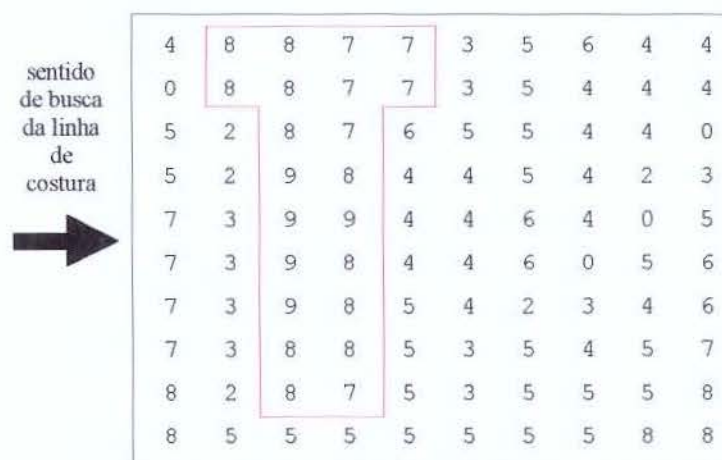 sentido
de busca
da linha
de
costura
4 8 8 7 7 3 5 6 4 4
0 8 8 7 7 3 5 4 4 4
5 2 8 7 6 5 5 4 4 0
5 2 9 8 4 4 5 4 2 3
7 3 9 9 4 4 6 4 0 5
7 3 9 8 4 4 6 0 5 6
7 3 9 8 5 4 2 3 4 6
7 3 8 8 5 3 5 4 5 7
8 2 8 7 5 3 5 5 5 8
8 5 5 5 5 5 5 5 8 8